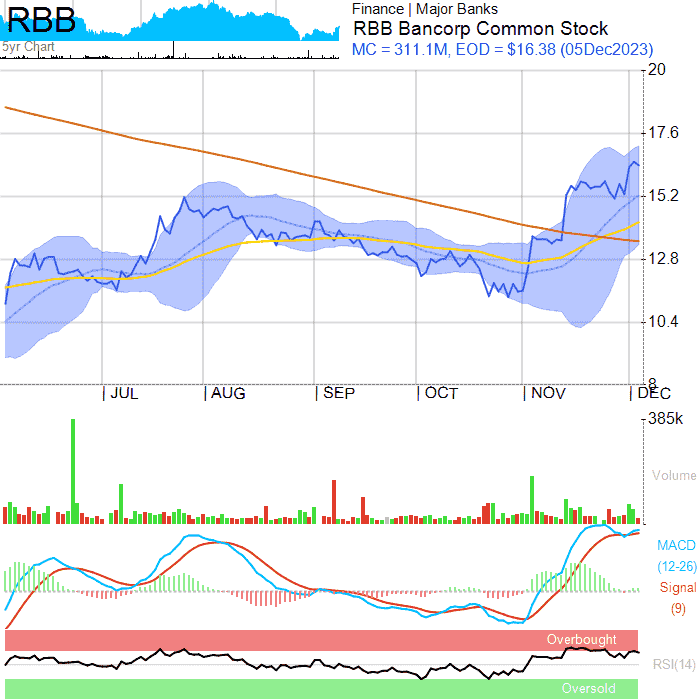 RBB
5yr Chart
Finance | Major Banks
RBB Bancorp Common Stock
MC = 311.1M, EOD = $16.38 (05Dec2023)
20
17.6
15.2
12.8
10.4
8
| JUL | AUG | SEP | OCT | NOV | DEC
385k
Volume
MACD
(12-26)
Signal
(9)
Overbought
RSI(14)
Oversold